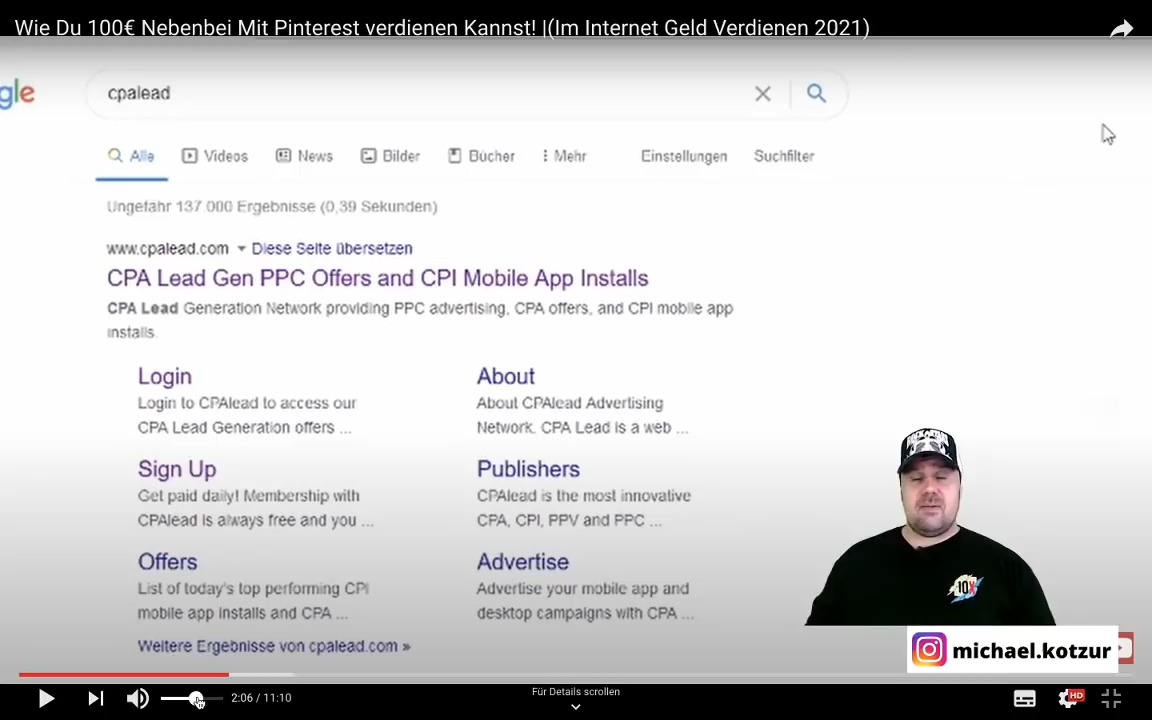 Wie Du 100€ Nebenbei Mit Pinterest verdienen Kannst! |(Im Internet Geld Verdienen 2021)
gle
cpalead
Alle Videos News Bilder Bücher Mehr Einstellungen Suchfilter
Ungefähr 137.000 Ergebnisse (0,39 Sekunden)
www.cpalead.com Diese Seite übersetzen
CPA Lead Gen PPC Offers and CPI Mobile App Installs
CPA Lead Generation Network providing PPC advertising, CPA offers, and CPI mobile app
installs.
Login
Login to CPAlead to access our
CPA Lead Generation offers ...
About
About CPAlead Advertising
Network. CPA Lead is a web ...
Sign Up
Get paid daily! Membership with
CPAlead is always free and you ...
Publishers
CPAlead is the most innovative
CPA, CPI, PPV and PPC ...
Offers
List of today's top performing CPI
mobile app installs and CPA ...
Advertise
Advertise your mobile app and
desktop campaigns with CPA ...
Weitere Ergebnisse von cpalead.com »
10X
michael.kotzur
2:06 / 11:10
Für Details scrollen
HD